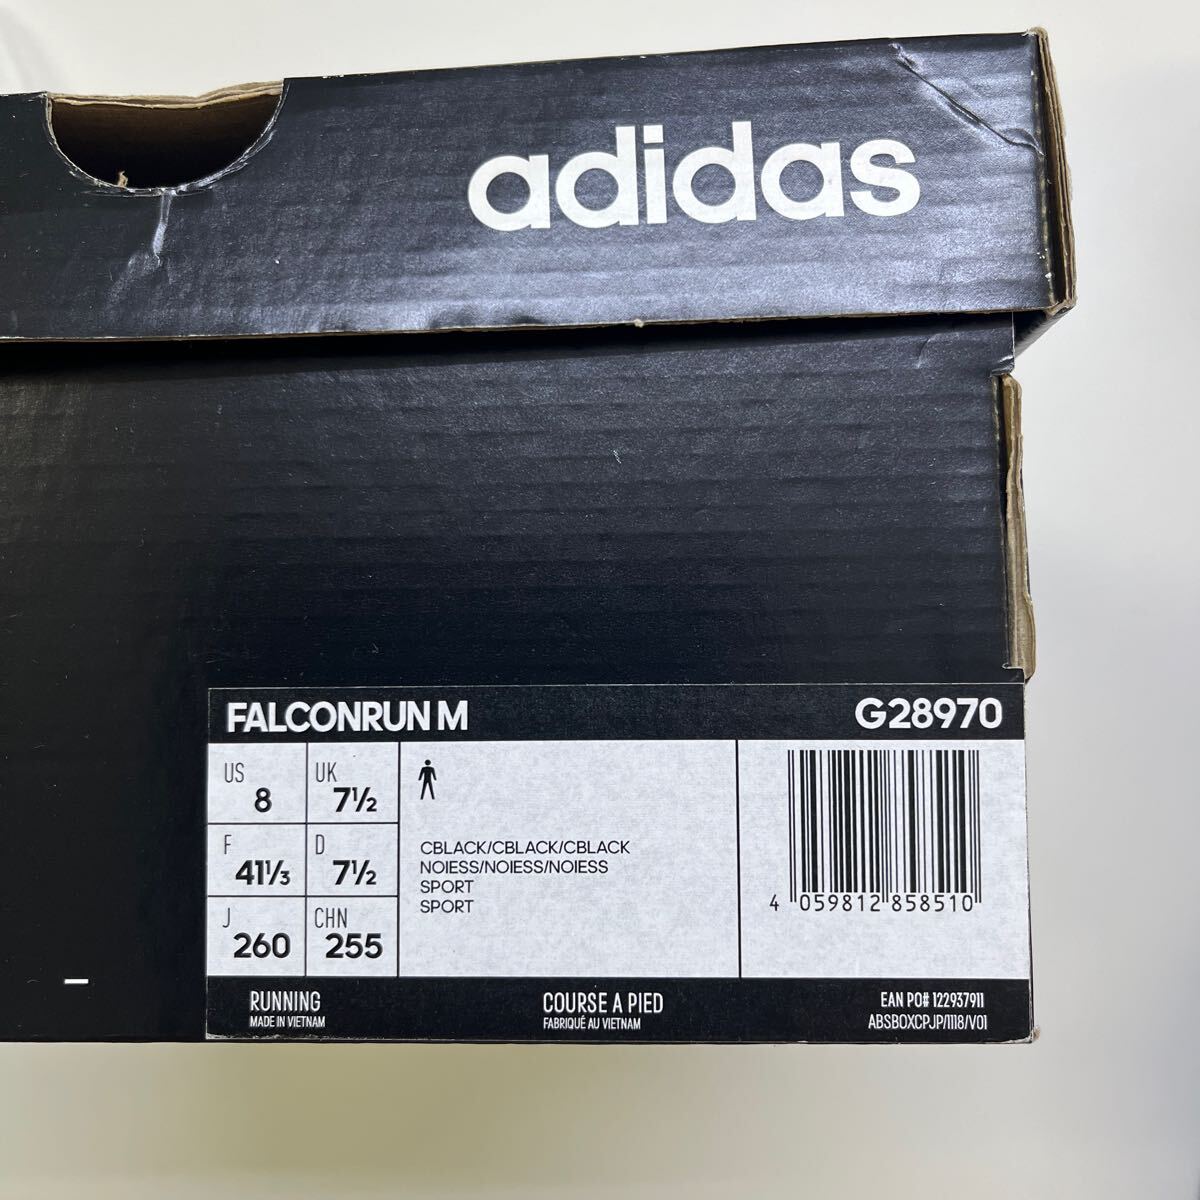 adidas
FALCONRUN M G28970
US 8 UK 7½
F 41⅓ D 7½
J 260 CHN 255
CBLACK/CBLACK/CBLACK
NOIESS/NOIESS/NOIESS
SPORT
SPORT
4 059812 858510
RUNNING
MADE IN VIETNAM
COURSE A PIED
FABRIQUÉ AU VIETNAM
EAN PO# 122937911
ABSBOXCPJP/1118/V01